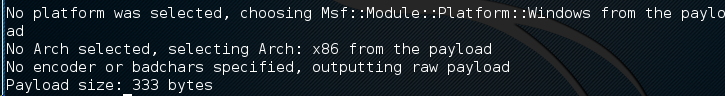 No platform was selected, choosing Msf::Module::Platform::Windows from the paylo
ad
No Arch selected, selecting Arch: x86 from the payload
No encoder or badchars specified, outputting raw payload
Payload size: 333 bytes